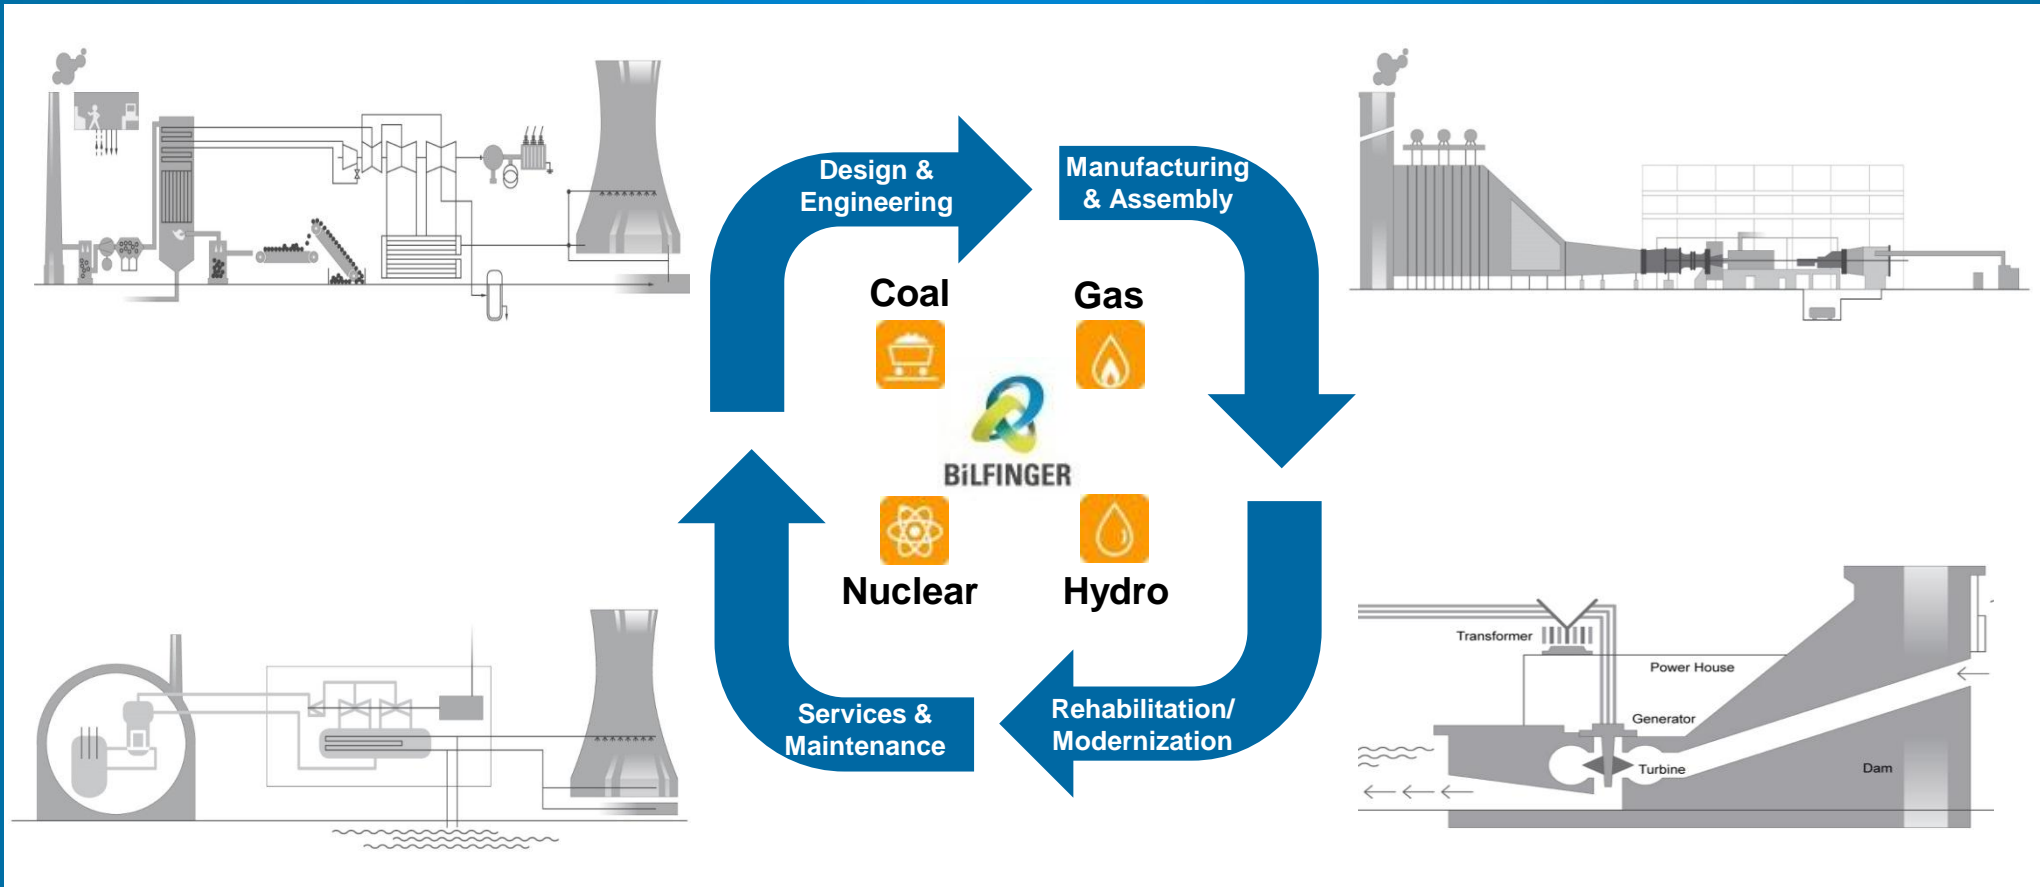 Design &
Engineering
Manufacturing
& Assembly
Coal
Gas
BiLFINGER
Nuclear
Hydro
Services &
Maintenance
Rehabilitation/
Modernization
Transformer
Power House
Generator
Turbine
Dam